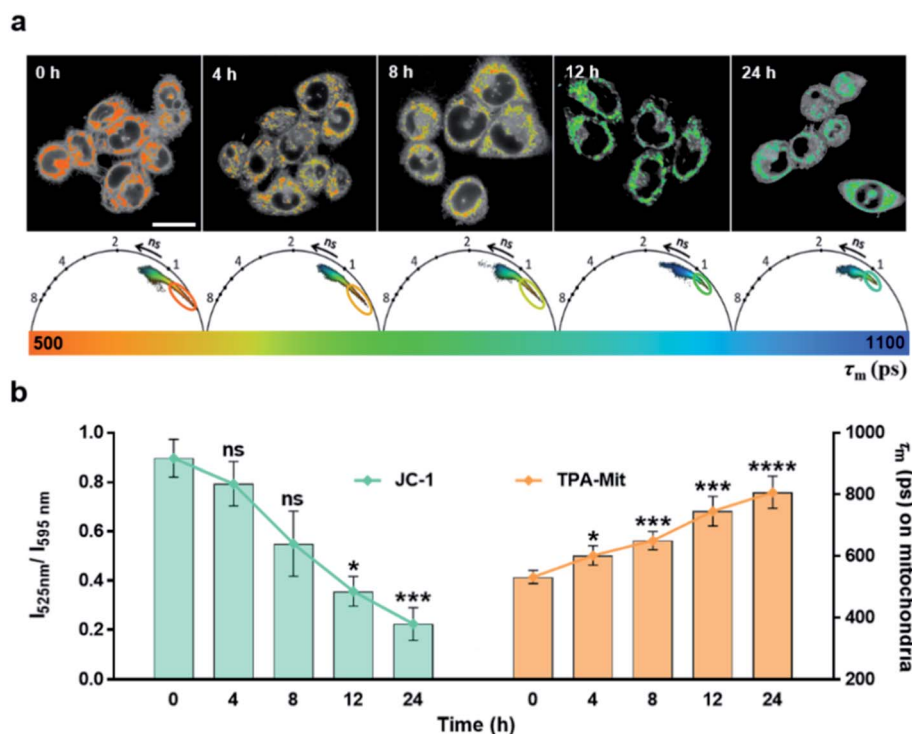 a
0 h
4 h
8 h
12 h
24 h
8 4 2 1 ns
8 4 2 1 ns
8 4 2 1 ns
8 4 2 1 ns
8 4 2 1 ns
500 1100
τm (ps)
b
I525nm/ I595 nm
1.0
0.8
0.6
0.4
0.2
0.0
ns
ns
*
***
JC-1
TPA-Mit
*
***
***
****
1000
800
600
400
200
τm (ps) on mitochondria
0 4 8 12 24 0 4 8 12 24
Time (h)